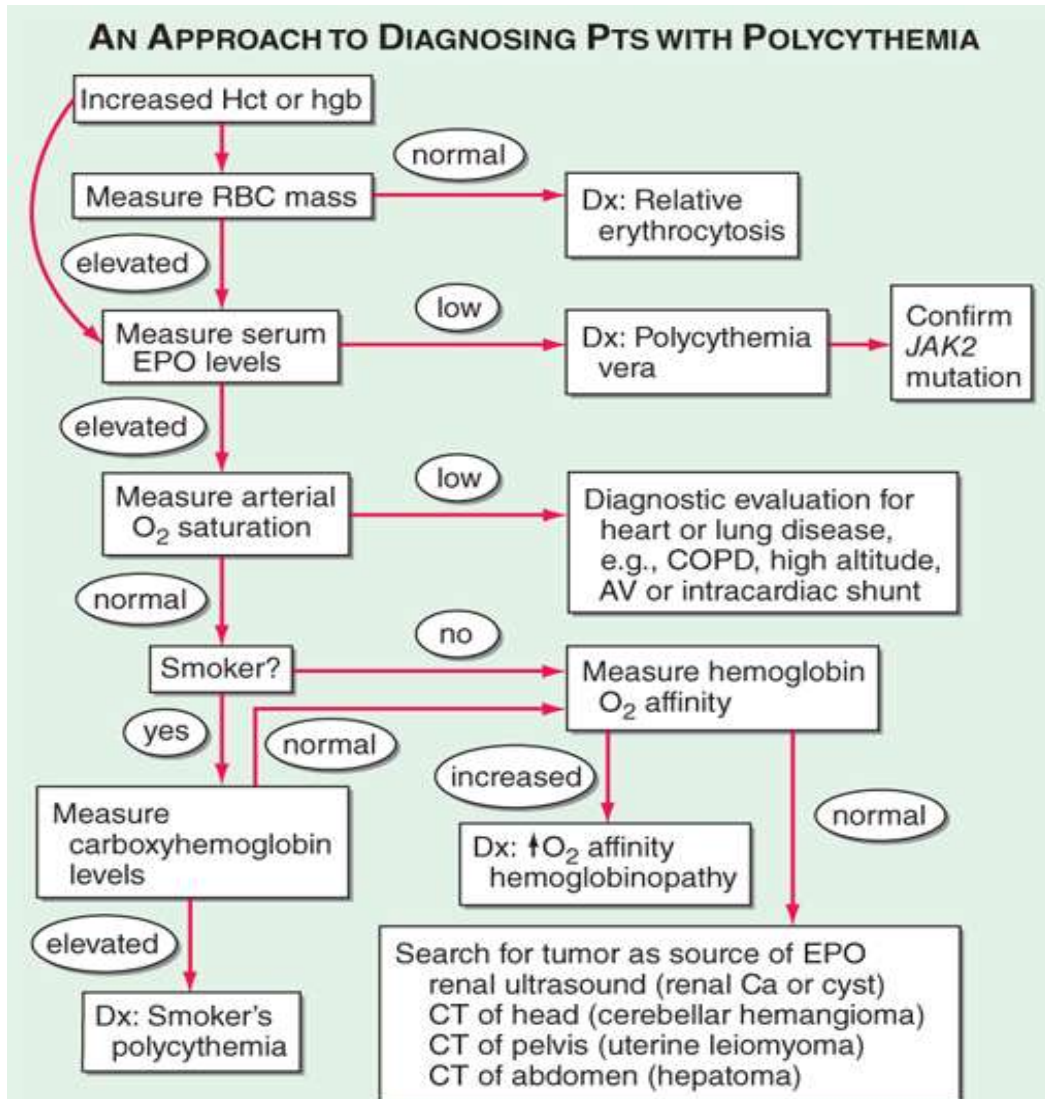 AN APPROACH TO DIAGNOSING PTS WITH POLYCYTHEMIA
Increased Hct or hgb
normal
Measure RBC mass
Dx: Relative
erythrocytosis
elevated
low
Measure serum
EPO levels
Dx: Polycythemia
vera
Confirm
JAK2
mutation
elevated
low
Measure arterial
O₂ saturation
Diagnostic evaluation for
heart or lung disease,
e.g., COPD, high altitude,
AV or intracardiac shunt
normal
no
Smoker?
Measure hemoglobin
O₂ affinity
yes
normal
increased
normal
Measure
carboxyhemoglobin
levels
Dx: ↑O₂ affinity
hemoglobinopathy
elevated
Search for tumor as source of EPO
renal ultrasound (renal Ca or cyst)
CT of head (cerebellar hemangioma)
CT of pelvis (uterine leiomyoma)
CT of abdomen (hepatoma)
Dx: Smoker's
polycythemia